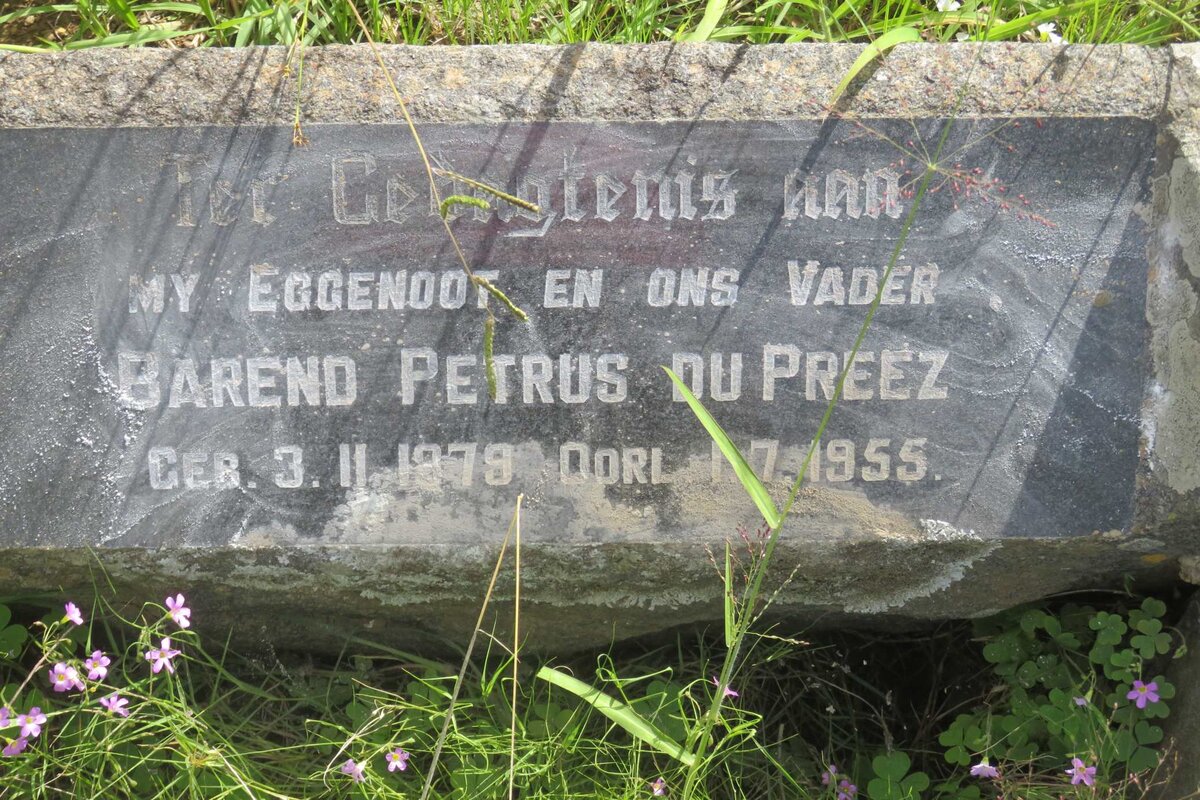 Ter Gedagtenis aan
MY EGGENOOT EN ONS VADER
BAREND PETRUS DU PREEZ
GEB. 3. 11. 1879 OORL 1.7.1955.